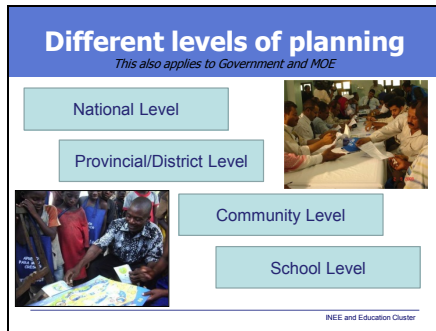 Different levels of planning
This also applies to Government and MOE
National Level
Provincial/District Level
Community Level
School Level
INEE and Education Cluster